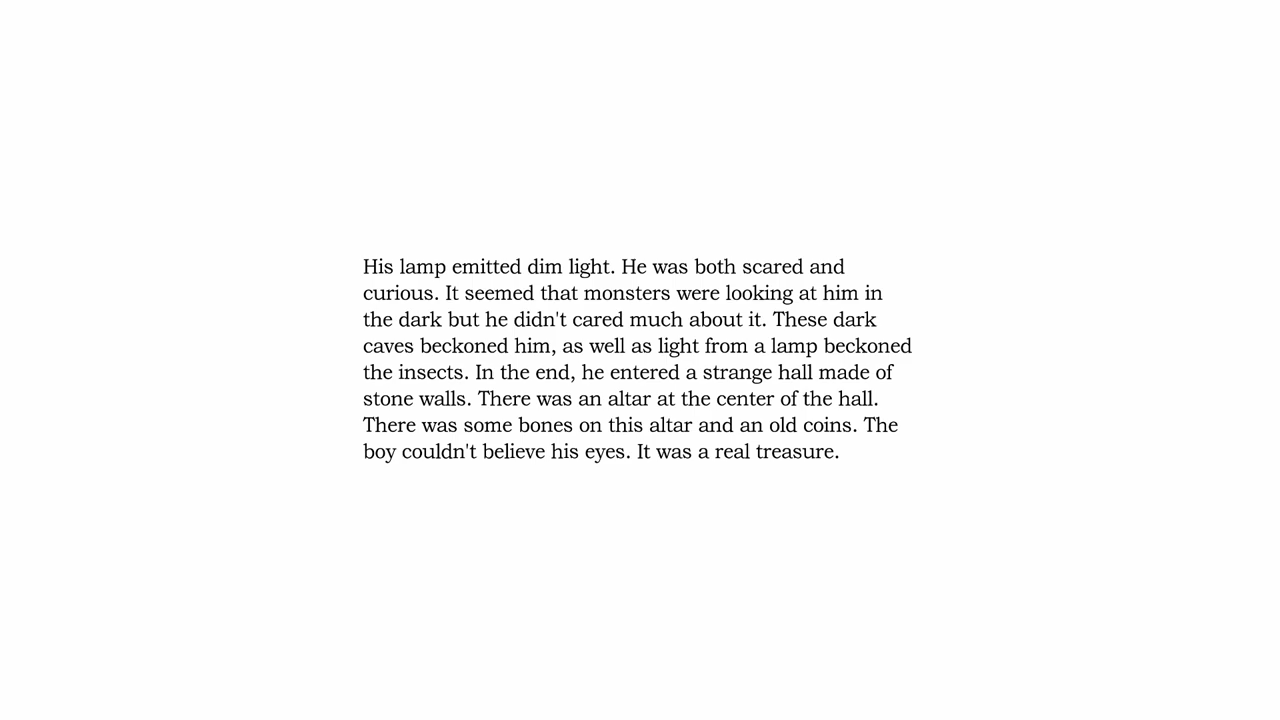 His lamp emitted dim light. He was both scared and
curious. It seemed that monsters were looking at him in
the dark but he didn't cared much about it. These dark
caves beckoned him, as well as light from a lamp beckoned
the insects. In the end, he entered a strange hall made of
stone walls. There was an altar at the center of the hall.
There was some bones on this altar and an old coins. The
boy couldn't believe his eyes. It was a real treasure.